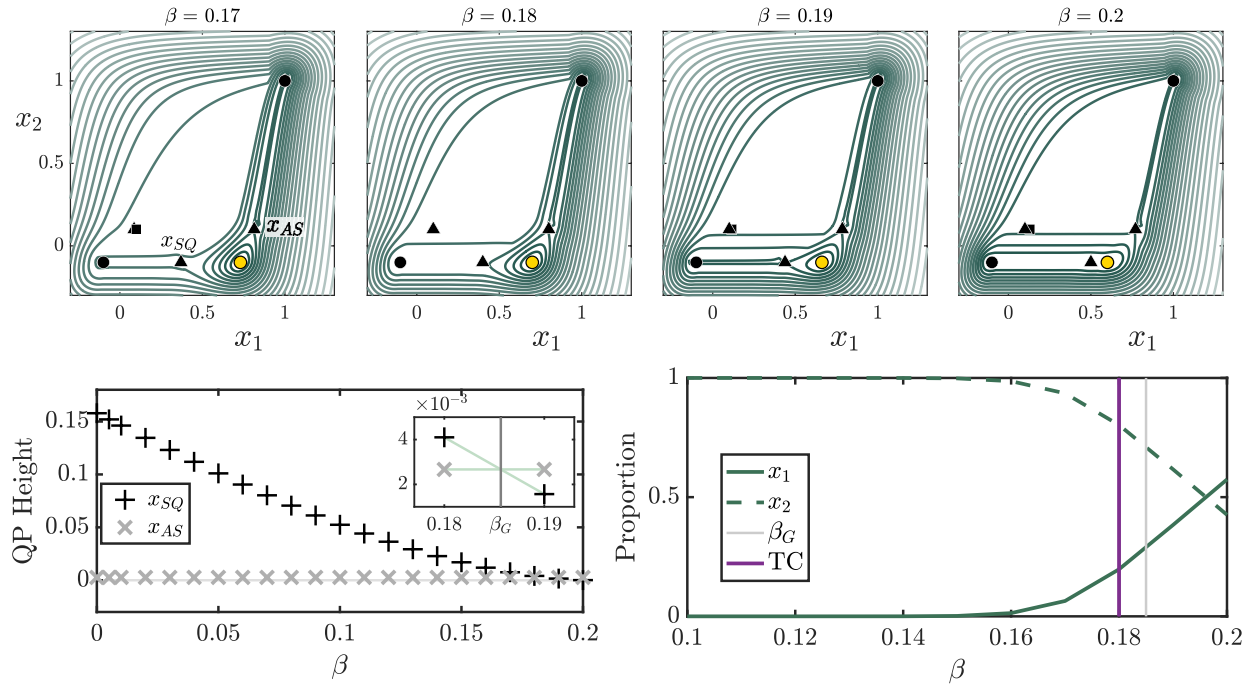 β = 0.17
β = 0.18
β = 0.19
β = 0.2
x₂
1
0.5
0
x_SQ
x_AS
0 0.5 1
0 0.5 1
0 0.5 1
0 0.5 1
x₁
x₁
x₁
x₁
QP Height
0.15
0.1
0.05
0
×10⁻³
4
2
0.18 β_G 0.19
x_SQ
x_AS
0 0.05 0.1 0.15 0.2
β
Proportion
1
0.5
0
x₁
x₂
β_G
TC
0.1 0.12 0.14 0.16 0.18 0.2
β